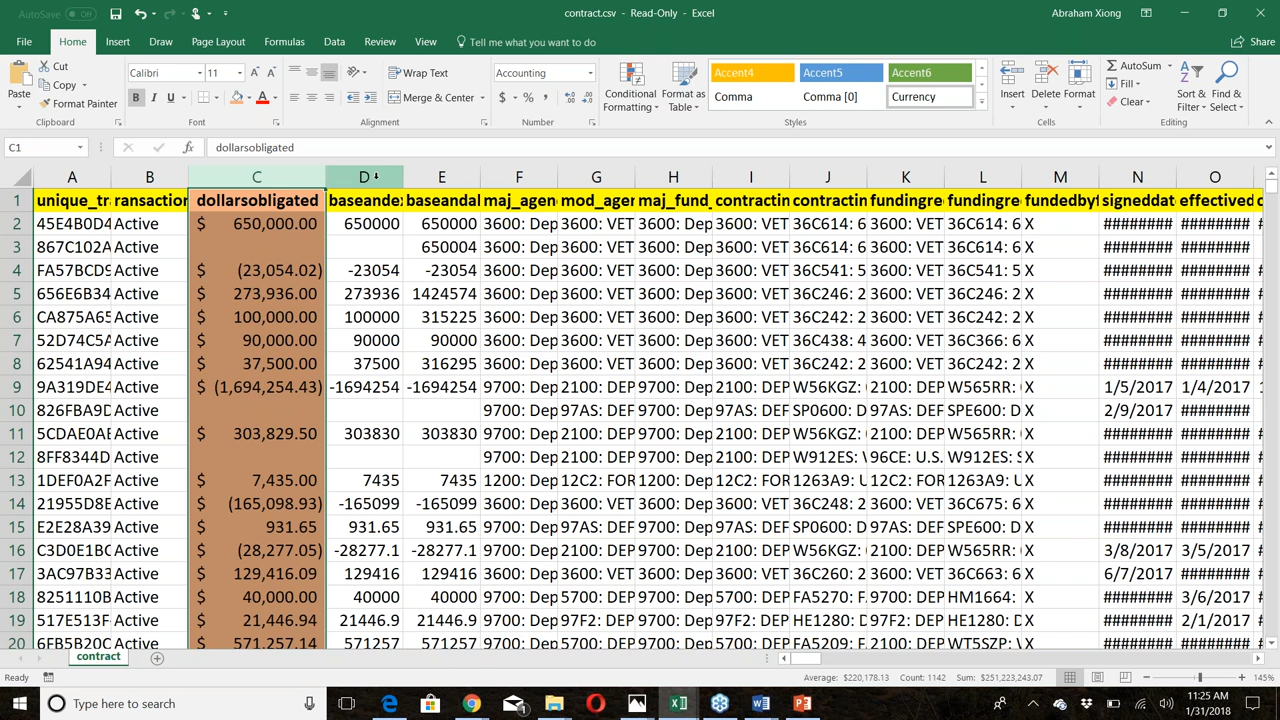 AutoSave Off
contract.csv - Read-Only - Excel
Abraham Xiong
File Home Insert Draw Page Layout Formulas Data Review View Tell me what you want to do Share
Paste Cut Copy Format Painter Clipboard
Calibri 11 B I U Font
Wrap Text Merge & Center Alignment
Accounting $ % , Number
Conditional Formatting Format as Table
Accent4 Accent5 Accent6
Comma Comma [0] Currency
Styles
Insert Delete Format Cells
AutoSum Fill Clear Sort & Filter Find & Select Editing
C1 fx dollarsobligated
A B C D E F G H I J K L M N O
1 unique_tra ransaction dollarsobligated baseandex baseandal maj_agen mod_ager maj_fund_ contractin contractin fundingre fundingre fundedbyf signeddat effectived
2 45E4B0D4 Active $ 650,000.00 650000 650000 3600: Dep 3600: VET 3600: Dep 3600: VET 36C614: 6 3600: VET 36C614: 6 X ######## ########
3 867C102A Active 650004 3600: Dep 3600: VET 3600: Dep 3600: VET 36C614: 6 3600: VET 36C614: 6 X ######## ########
4 FA57BCD9 Active $ (23,054.02) -23054 -23054 3600: Dep 3600: VET 3600: Dep 3600: VET 36C541: 5 3600: VET 36C541: 5 X ######## ########
5 656E6B34 Active $ 273,936.00 273936 1424574 3600: Dep 3600: VET 3600: Dep 3600: VET 36C246: 2 3600: VET 36C246: 2 X ######## ########
6 CA875A65 Active $ 100,000.00 100000 315225 3600: Dep 3600: VET 3600: Dep 3600: VET 36C242: 2 3600: VET 36C242: 2 X ######## ########
7 52D74C5A Active $ 90,000.00 90000 90000 3600: Dep 3600: VET 3600: Dep 3600: VET 36C438: 4 3600: VET 36C366: 6 X ######## ########
8 62541A94 Active $ 37,500.00 37500 316295 3600: Dep 3600: VET 3600: Dep 3600: VET 36C242: 2 3600: VET 36C242: 2 X ######## ########
9 9A319DE4 Active $ (1,694,254.43) -1694254 -1694254 9700: Dep 2100: DEP 9700: Dep 2100: DEP W56KGZ: 2100: DEP W565RR: X 1/5/2017 1/4/2017
10 826FBA9D Active 9700: Dep 97AS: DEF 9700: Dep 97AS: DEF SP0600: D 97AS: DEF SPE600: D X 2/9/2017 ########
11 5CDAE0AE Active $ 303,829.50 303830 303830 9700: Dep 2100: DEP 9700: Dep 2100: DEP W56KGZ: 2100: DEP W565RR: X ######## ########
12 8FF8344D Active 9700: Dep 2100: DEP 9700: Dep 2100: DEP W912ES: 96CE: U.S. W912ES: X ######## ########
13 1DEF0A2F Active $ 7,435.00 7435 7435 1200: Dep 12C2: FOR 1200: Dep 12C2: FOR 1263A9: U 12C2: FOR 1263A9: U X ######## ########
14 21955D8E Active $ (165,098.93) -165099 -165099 3600: Dep 3600: VET 3600: Dep 3600: VET 36C248: 2 3600: VET 36C675: 6 X ######## ########
15 E2E28A39 Active $ 931.65 931.65 931.65 9700: Dep 97AS: DEF 9700: Dep 97AS: DEF SP0600: D 97AS: DEF SP0600: D X ######## ########
16 C3D0E1BC Active $ (28,277.05) -28277.1 -28277.1 9700: Dep 2100: DEP 9700: Dep 2100: DEP W56KGZ: 2100: DEP W565RR: X 3/8/2017 3/5/2017
17 3AC97B33 Active $ 129,416.09 129416 129416 3600: Dep 3600: VET 3600: Dep 3600: VET 36C260: 2 3600: VET 36C663: 6 X 6/7/2017 ########
18 8251110B Active $ 40,000.00 40000 40000 9700: Dep 5700: DEP 9700: Dep 5700: DEP FA5270: F 9700: DEP HM1664: X ######## 3/6/2017
19 517E513F Active $ 21,446.94 21446.9 21446.9 9700: Dep 97F2: DEF 9700: Dep 97F2: DEF HE1280: D 97F2: DEF HE1280: D X ######## 2/1/2017
20 6FB5B20C Active $ 571,257.14 571257 571257 9700: Dep 5700: DEP 9700: Dep 5700: DEP FA5209: F 2100: DEP WT5SZP: X ######## ########
contract
Ready Average: $220,178.13 Count: 1142 Sum: $251,223,243.07 145%
Type here to search
11:25 AM
1/31/2018